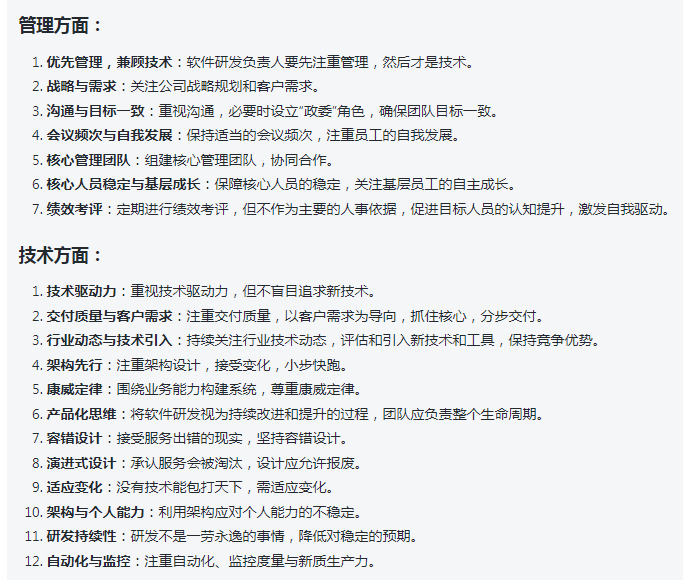 管理方面：
1. 优先管理，兼顾技术：软件研发负责人要先注重管理，然后才是技术。
2. 战略与需求：关注公司战略规划和客户需求。
3. 沟通与目标一致：重视沟通，必要时设立"政委"角色，确保团队目标一致。
4. 会议频次与自我发展：保持适当的会议频次，注重员工的自我发展。
5. 核心管理团队：组建核心管理团队，协同合作。
6. 核心人员稳定与基层成长：保障核心人员的稳定，关注基层员工的自主成长。
7. 绩效考评：定期进行绩效考评，但不作为主要的人事依据，促进目标人员的认知提升，激发自我驱动。
技术方面：
1. 技术驱动力：重视技术驱动力，但不盲目追求新技术。
2. 交付质量与客户需求：注重交付质量，以客户需求为导向，抓住核心，分步交付。
3. 行业动态与技术引入：持续关注行业技术动态，评估和引入新技术和工具，保持竞争优势。
4. 架构先行：注重架构设计，接受变化，小步快跑。
5. 康威定律：围绕业务能力构建系统，尊重康威定律。
6. 产品化思维：将软件研发视为持续改进和提升的过程，团队应负责整个生命周期。
7. 容错设计：接受服务出错的现实，坚持容错设计。
8. 演进式设计：承认服务会被淘汰，设计应允许报废。
9. 适应变化：没有技术能包打天下，需适应变化。
10. 架构与个人能力：利用架构应对个人能力的不稳定。
11. 研发持续性：研发不是一劳永逸的事情，降低对稳定的预期。
12. 自动化与监控：注重自动化、监控度量与新质生产力。